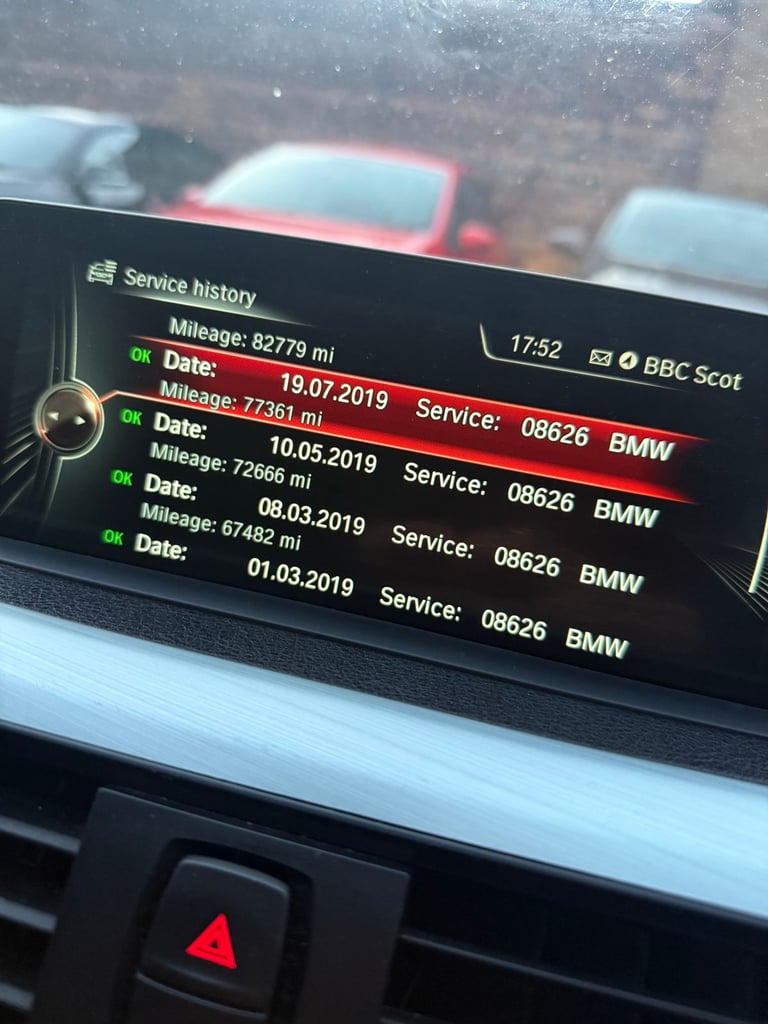 Service history
17:52 BBC Scot
Mileage: 82779 mi
OK Date: 19.07.2019 Service: 08626 BMW
Mileage: 77361 mi
OK Date: 10.05.2019 Service: 08626 BMW
Mileage: 72666 mi
OK Date: 08.03.2019 Service: 08626 BMW
Mileage: 67482 mi
OK Date: 01.03.2019 Service: 08626 BMW